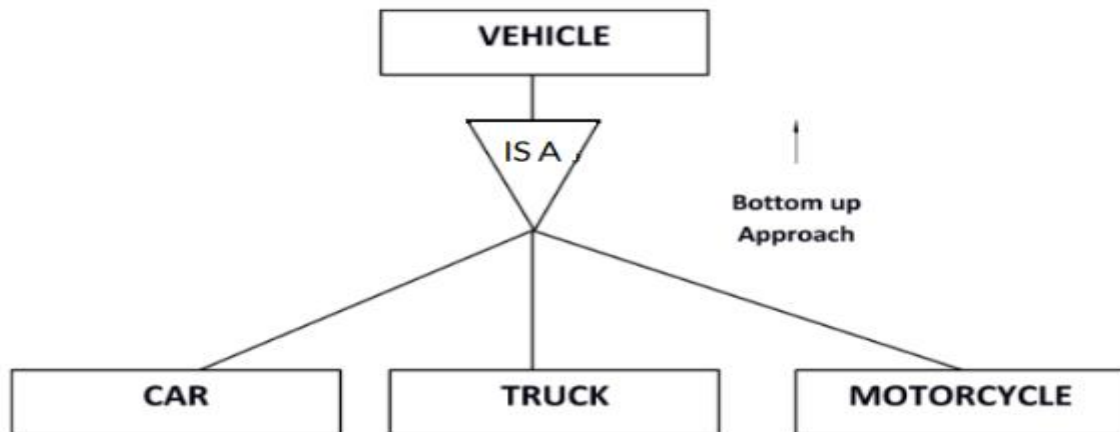 VEHICLE
IS A
Bottom up
Approach
CAR
TRUCK
MOTORCYCLE